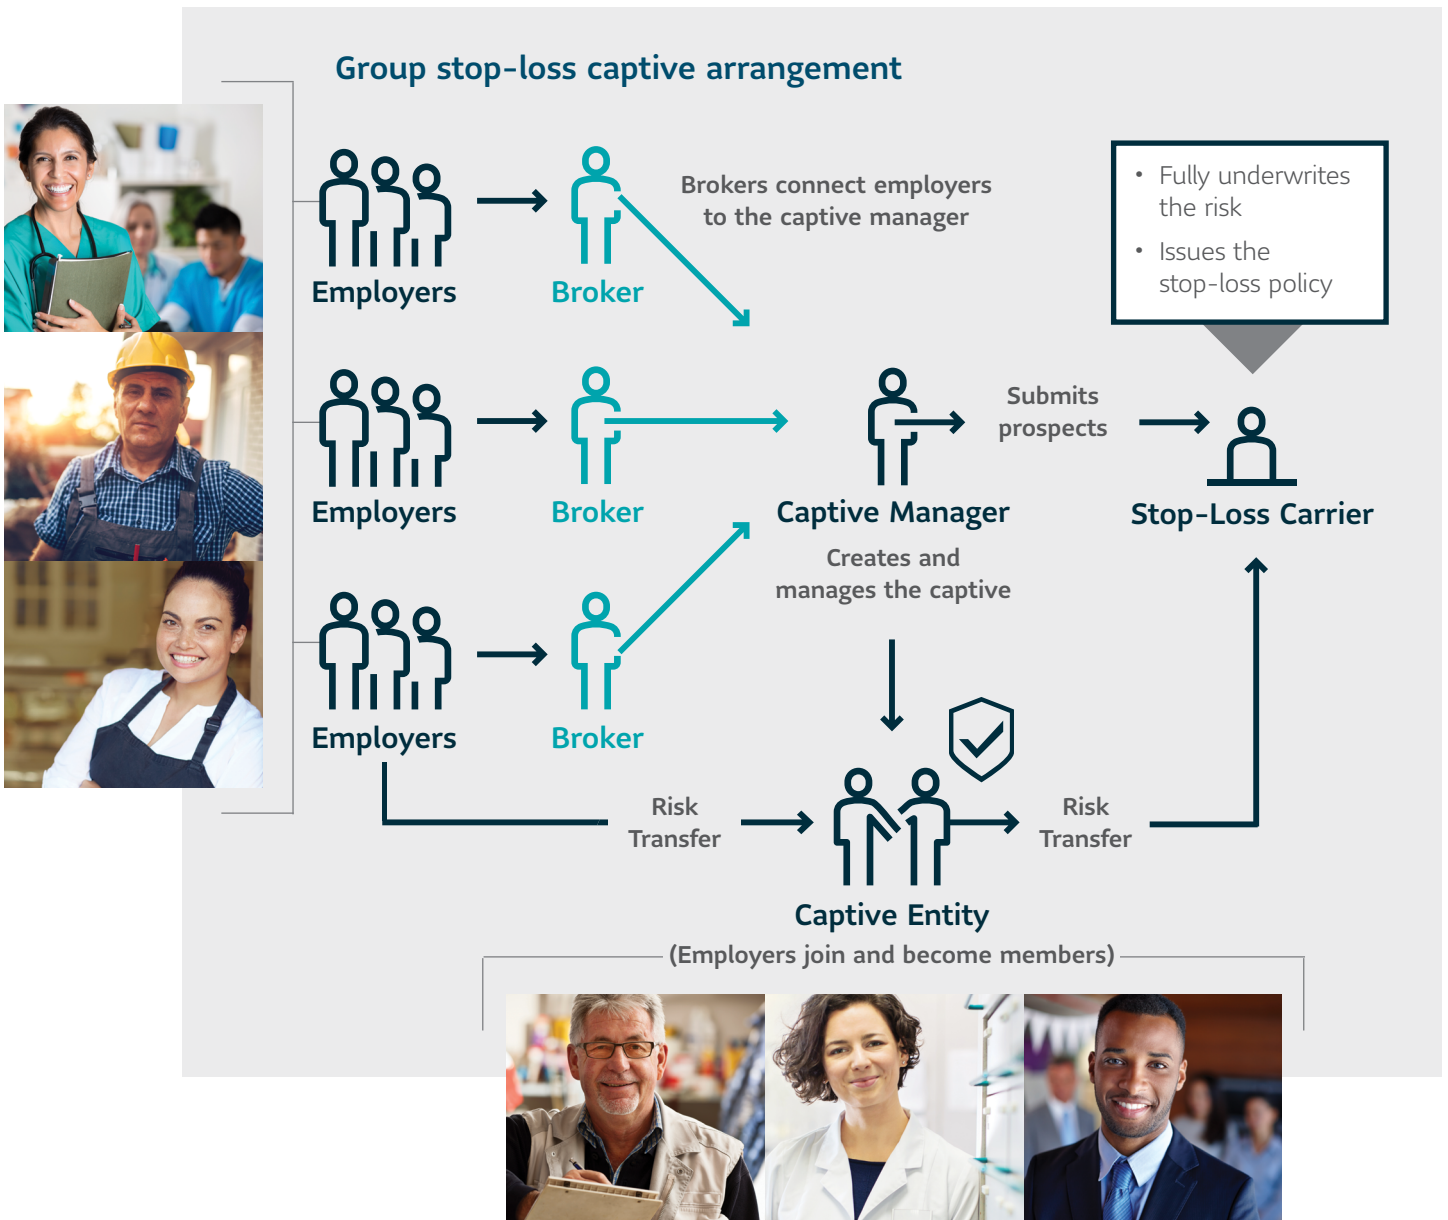 Group stop-loss captive arrangement
Employers
Broker
Brokers connect employers
to the captive manager
• Fully underwrites
the risk
• Issues the
stop-loss policy
Employers
Broker
Captive Manager
Creates and
manages the captive
Submits
prospects
Stop-Loss Carrier
Employers
Broker
Risk
Transfer
Risk
Transfer
Captive Entity
(Employers join and become members)